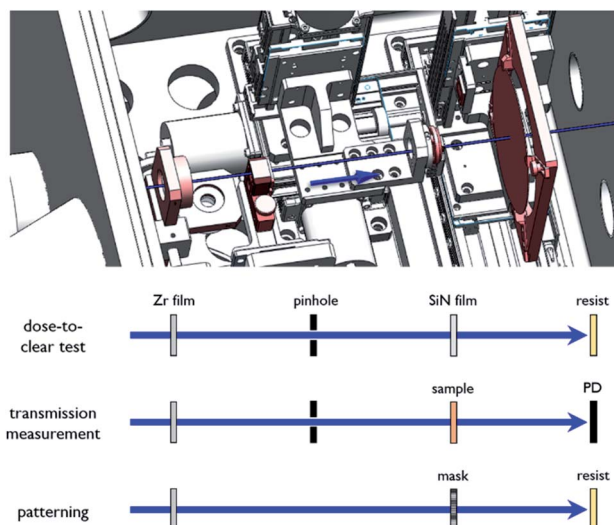 Zr film pinhole SiN film resist
dose-to-
clear test
sample PD
transmission
measurement
mask resist
patterning